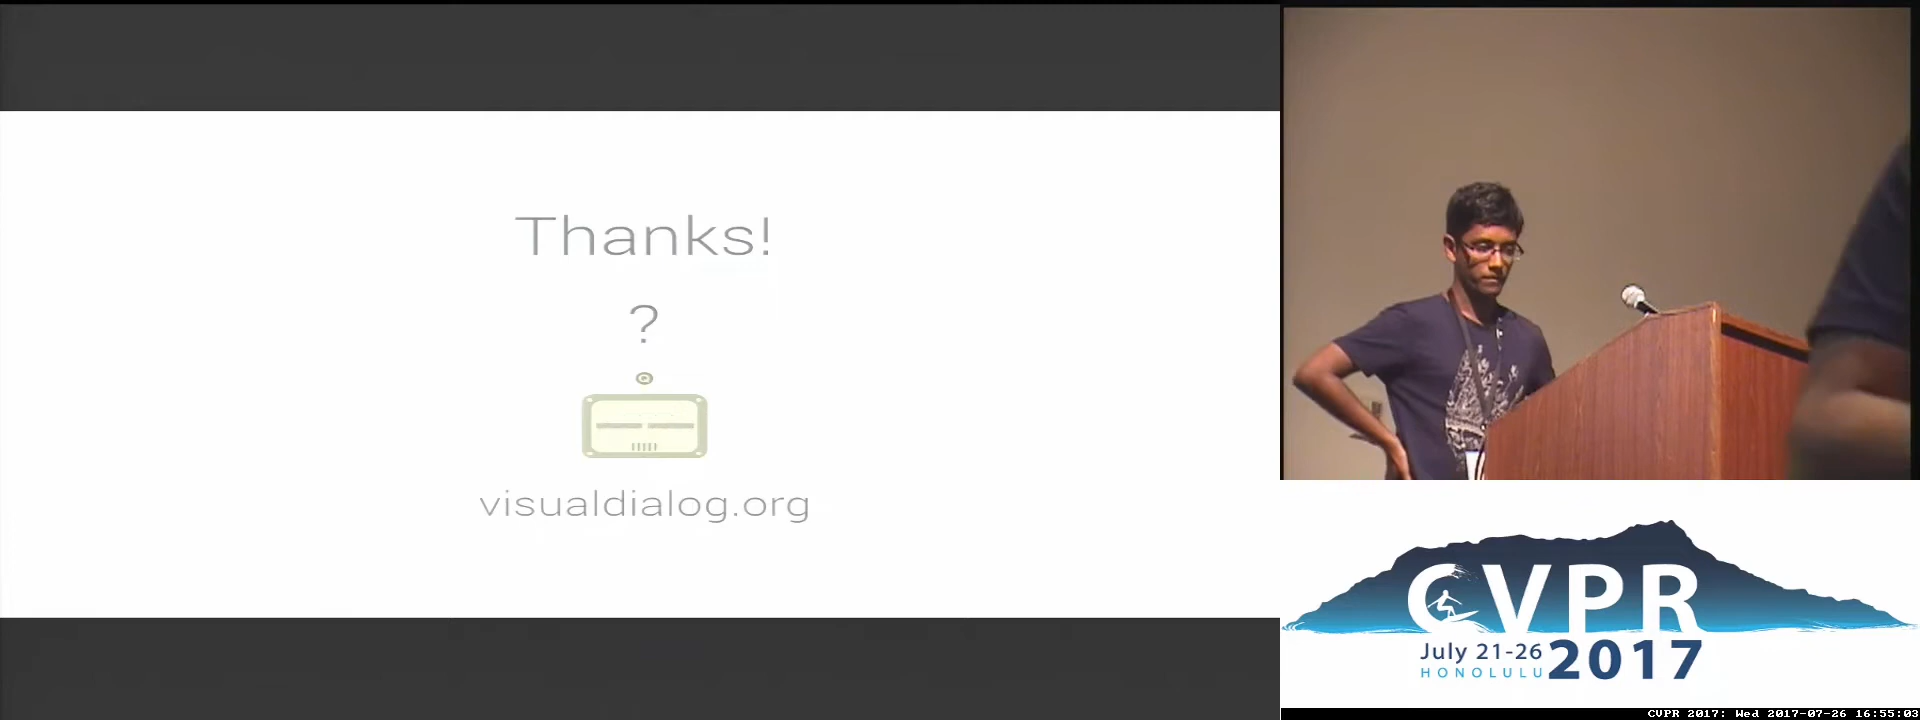 Thanks!
?
visualdialog.org
CVPR
July 21-26
HONOLULU
2017
CVPR 2017: Wed 2017-07-26 16:55:03